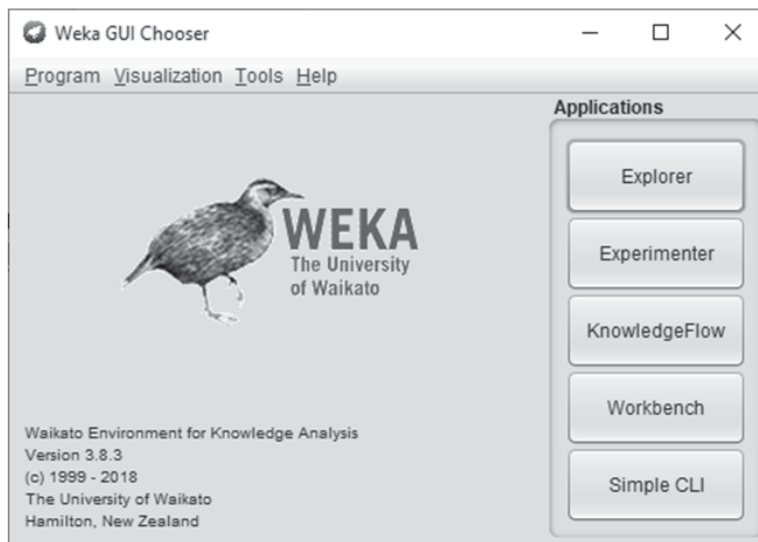 Weka GUI Chooser
Program Visualization Tools Help
Applications
Explorer
Experimenter
KnowledgeFlow
Workbench
Simple CLI
WEKA
The University
of Waikato
Waikato Environment for Knowledge Analysis
Version 3.8.3
(c) 1999 - 2018
The University of Waikato
Hamilton, New Zealand